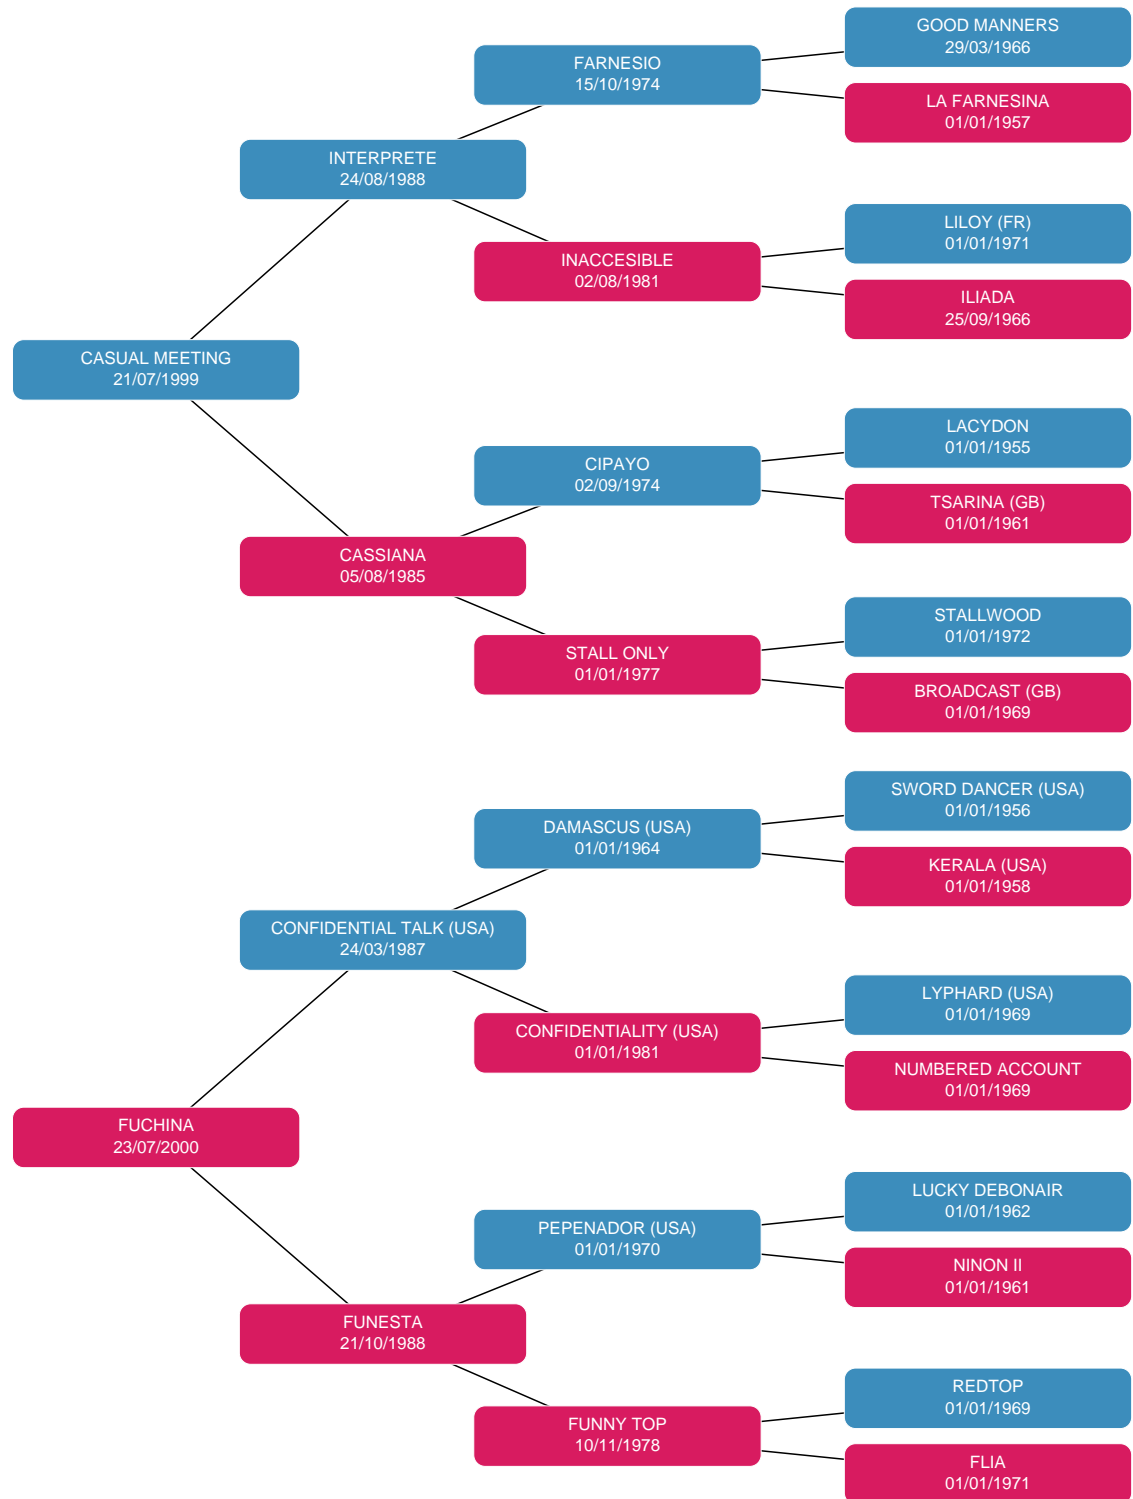 GOOD MANNERS
29/03/1966
FARNESIO
15/10/1974
LA FARNESINA
01/01/1957
INTERPRETE
24/08/1988
LILOY (FR)
01/01/1971
INACCESIBLE
02/08/1981
ILIADA
25/09/1966
CASUAL MEETING
21/07/1999
LACYDON
01/01/1955
CIPAYO
02/09/1974
TSARINA (GB)
01/01/1961
CASSIANA
05/08/1985
STALLWOOD
01/01/1972
STALL ONLY
01/01/1977
BROADCAST (GB)
01/01/1969
SWORD DANCER (USA)
01/01/1956
DAMASCUS (USA)
01/01/1964
KERALA (USA)
01/01/1958
CONFIDENTIAL TALK (USA)
24/03/1987
LYPHARD (USA)
01/01/1969
CONFIDENTIALITY (USA)
01/01/1981
NUMBERED ACCOUNT
01/01/1969
FUCHINA
23/07/2000
LUCKY DEBONAIR
01/01/1962
PEPENADOR (USA)
01/01/1970
NINON II
01/01/1961
FUNESTA
21/10/1988
REDTOP
01/01/1969
FUNNY TOP
10/11/1978
FLIA
01/01/1971